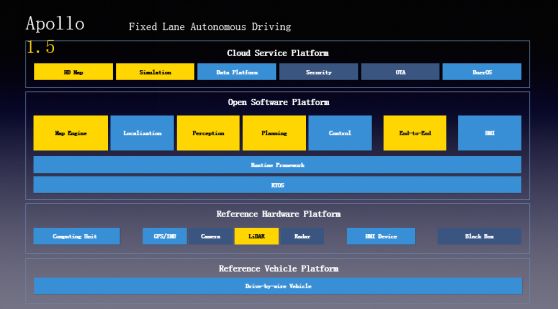 Apollo Fixed Lane Autonomous Driving
1.5
Cloud Service Platform
HD Map Simulation Data Platform Security OTA DuerOS
Open Software Platform
Map Engine Localization Perception Planning Control End-to-End HMI
Runtime Framework
RTOS
Reference Hardware Platform
Computing Unit GPS/IMU Camera LiDAR Radar HMI Device Black Box
Reference Vehicle Platform
Drive-by-wire Vehicle